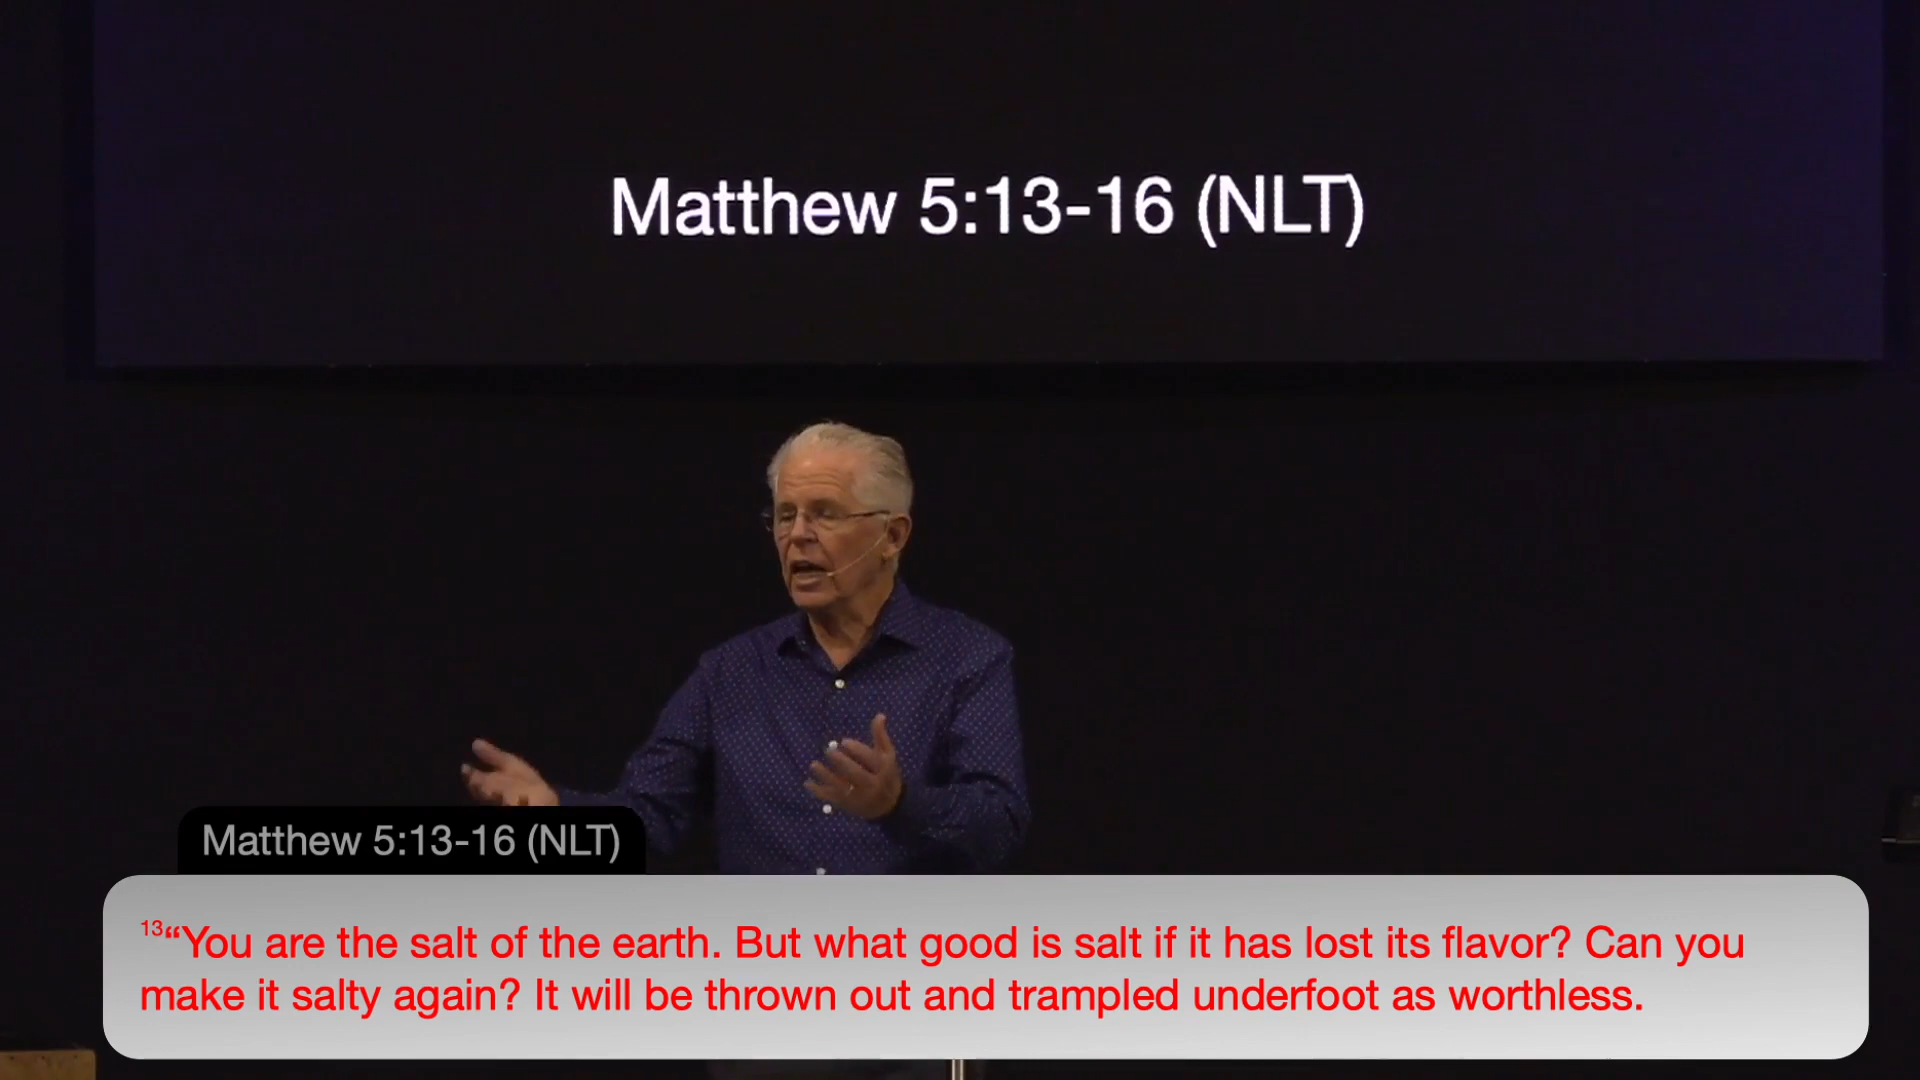 Matthew 5:13-16 (NLT)
Matthew 5:13-16 (NLT)
13“You are the salt of the earth. But what good is salt if it has lost its flavor? Can you
make it salty again? It will be thrown out and trampled underfoot as worthless.